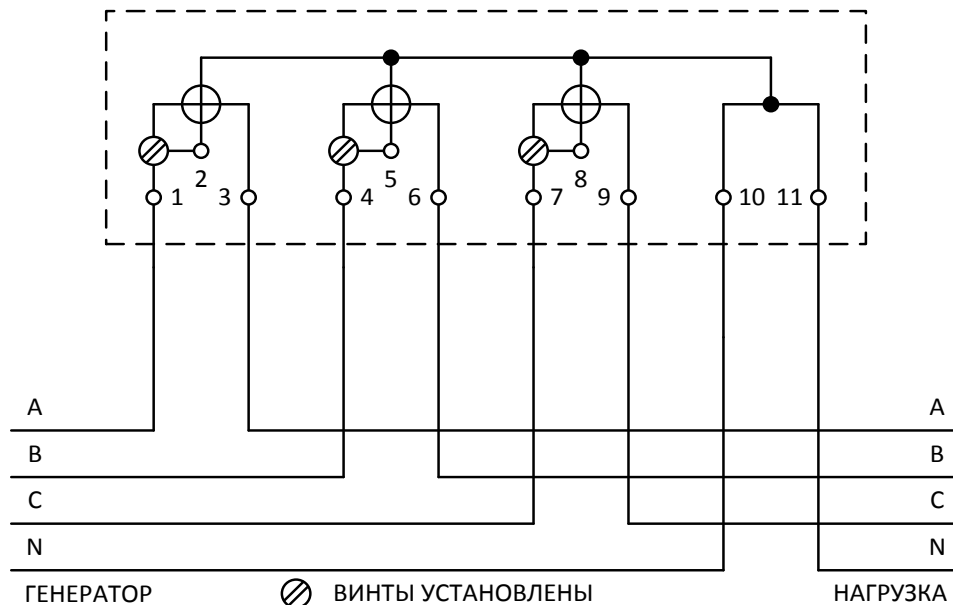 2 5 8
1 3 4 6 7 9 10 11
А А
В В
С С
N N
ГЕНЕРАТОР ВИНТЫ УСТАНОВЛЕНЫ НАГРУЗКА